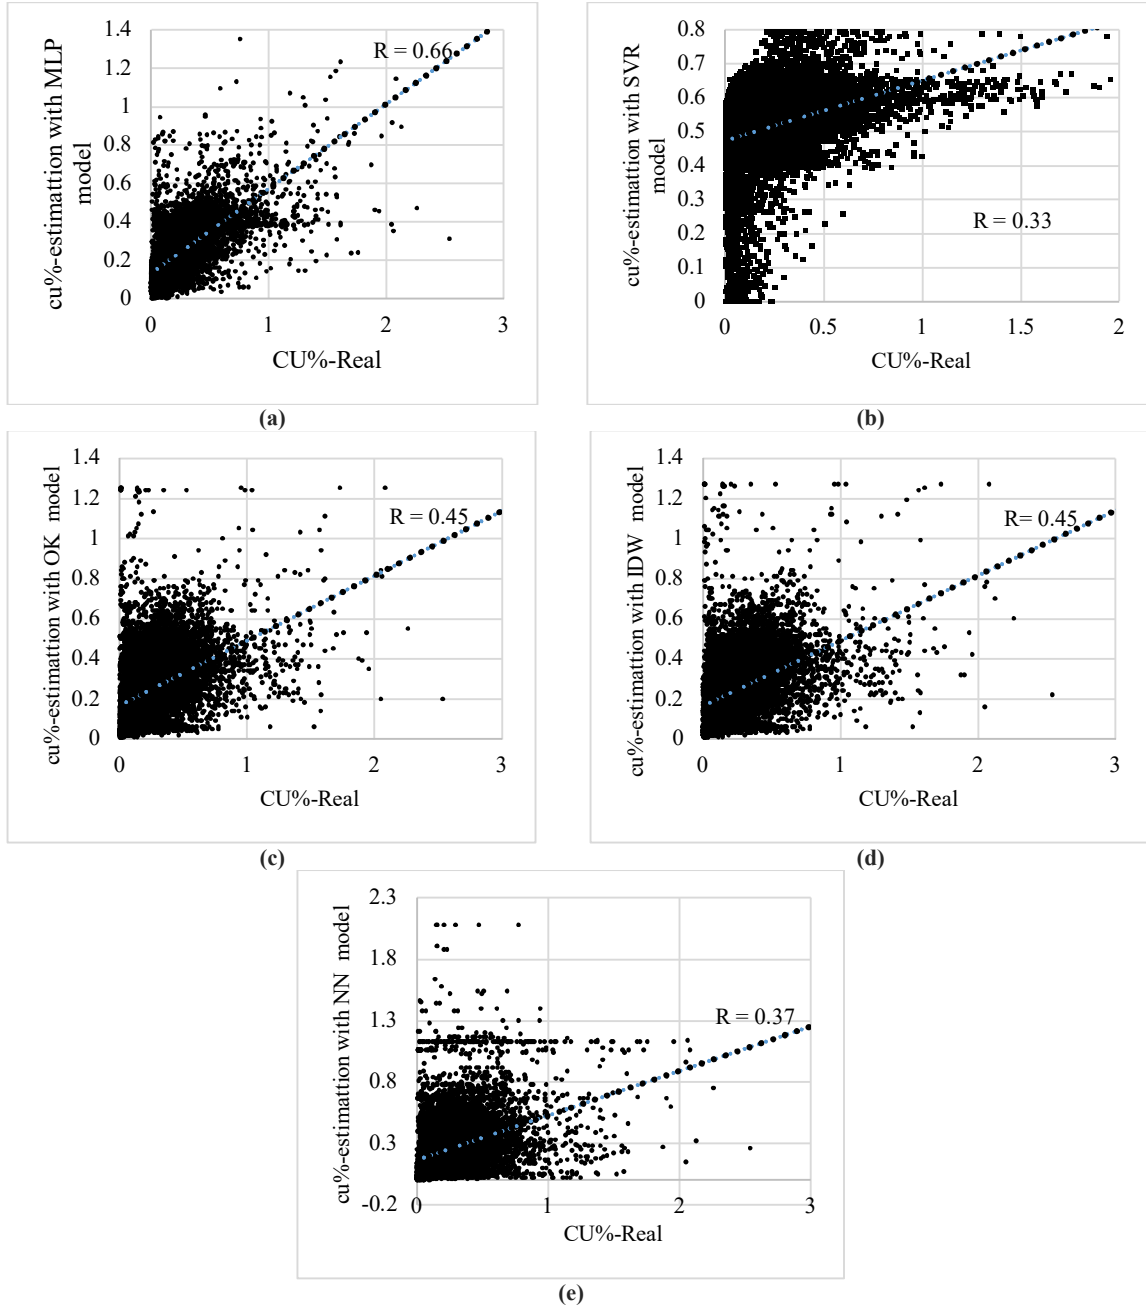 1.4
1.2
1
0.8
0.6
0.4
0.2
0
0
1
2
3
R = 0.66
cu%-estimattion with MLP
model
CU%-Real
(a)
0.8
0.7
0.6
0.5
0.4
0.3
0.2
0.1
0
0
0.5
1
1.5
2
R = 0.33
cu%-estimattion with SVR
model
CU%-Real
(b)
1.4
1.2
1
0.8
0.6
0.4
0.2
0
0
1
2
3
R = 0.45
cu%-estimattion with OK model
CU%-Real
(c)
1.4
1.2
1
0.8
0.6
0.4
0.2
0
0
1
2
3
R= 0.45
cu%-estimattion with IDW model
CU%-Real
(d)
2.3
1.8
1.3
0.8
0.3
-0.2
0
1
2
3
R = 0.37
cu%-estimattion with NN model
CU%-Real
(e)